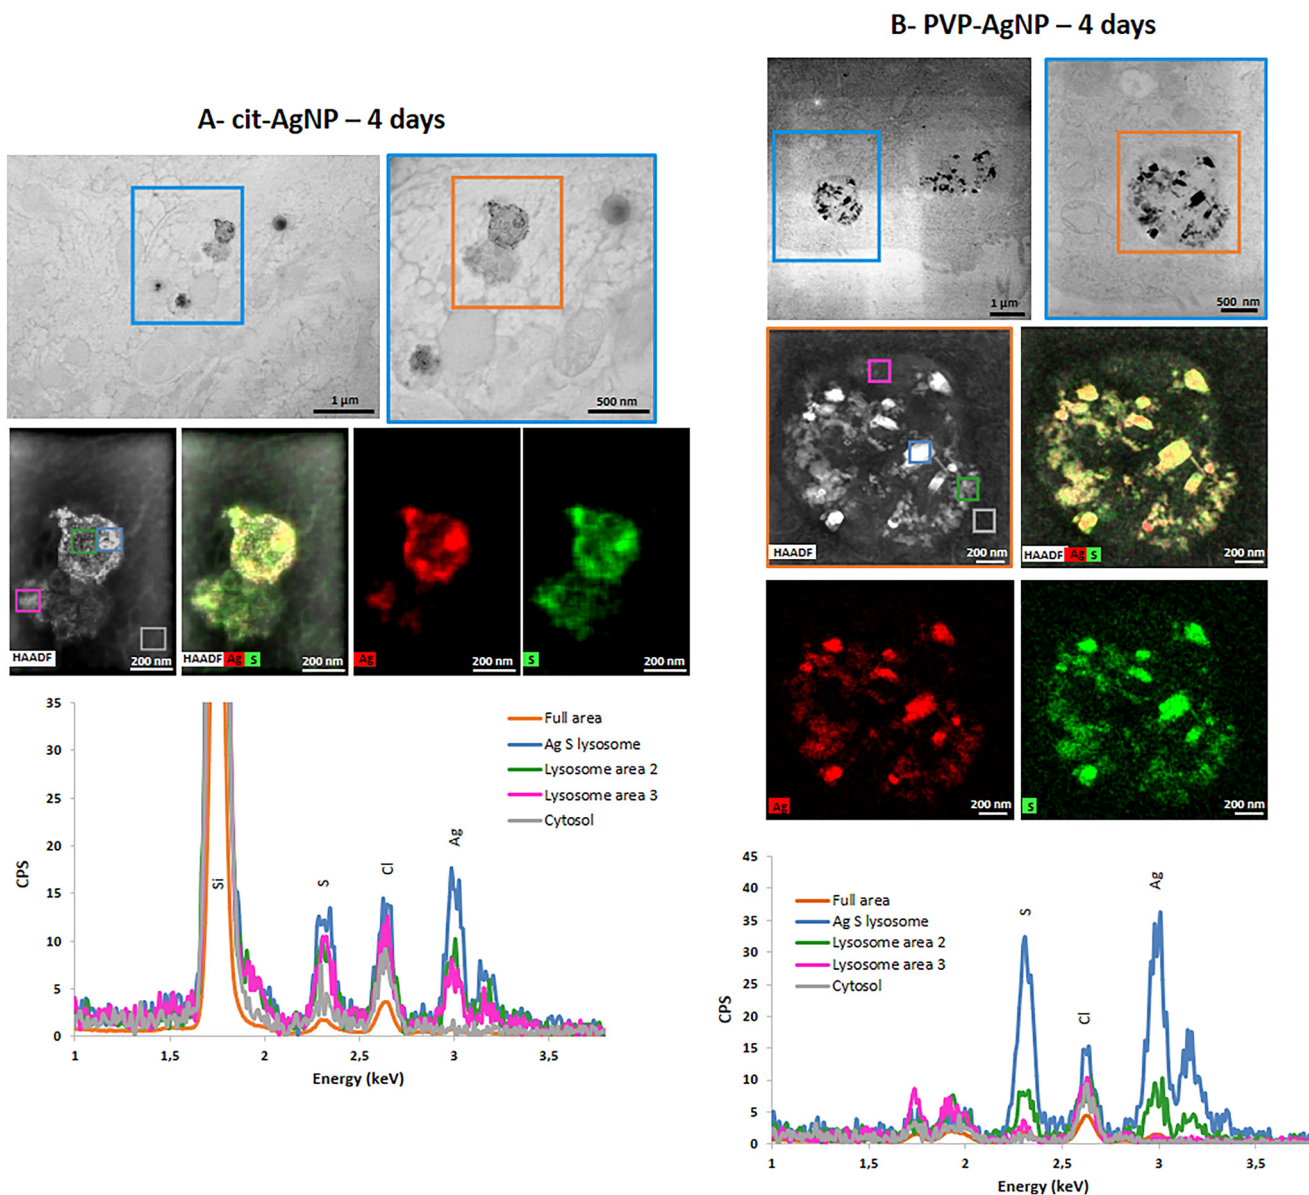 B- PVP-AgNP – 4 days
A- cit-AgNP – 4 days
1 µm
500 nm
1 µm
500 nm
HAADF
200 nm
HAADF Ag S
200 nm
Ag
200 nm
S
200 nm
HAADF
200 nm
HAADF Ag S
200 nm
Ag
200 nm
S
200 nm
35
30
25
20
15
10
5
0
CPS
Full area
Ag S lysosome
Lysosome area 2
Lysosome area 3
Cytosol
Si
S
Cl
Ag
1
1,5
2
2,5
3
3,5
Energy (keV)
45
40
35
30
25
20
15
10
5
0
CPS
Full area
Ag S lysosome
Lysosome area 2
Lysosome area 3
Cytosol
S
Cl
Ag
1
1,5
2
2,5
3
3,5
Energy (keV)